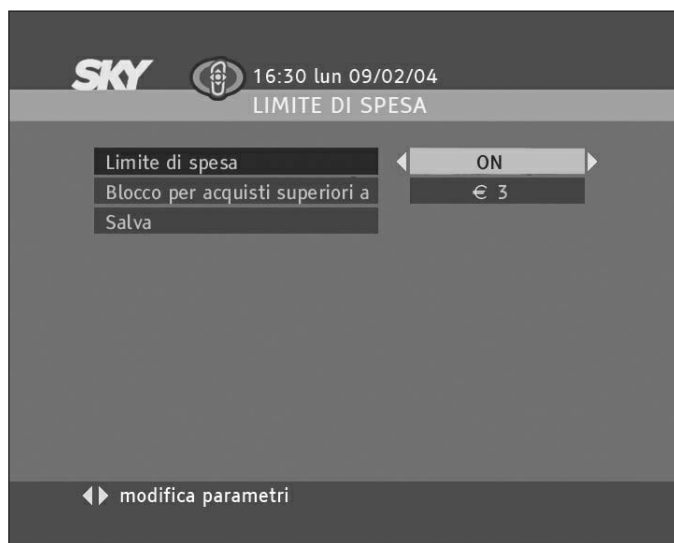 SKY 16:30 lun 09/02/04
LIMITE DI SPESA
Limite di spesa ON
Blocco per acquisti superiori a € 3
Salva
modifica parametri